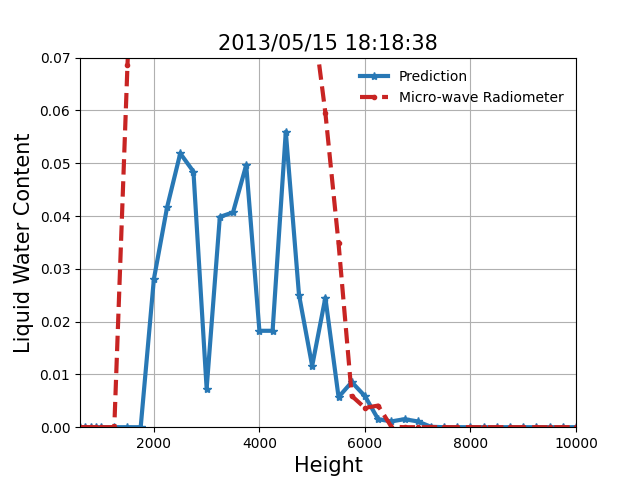 2013/05/15 18:18:38
Prediction
Micro-wave Radiometer
Liquid Water Content
0.07
0.06
0.05
0.04
0.03
0.02
0.01
0.00
2000 4000 6000 8000 10000
Height